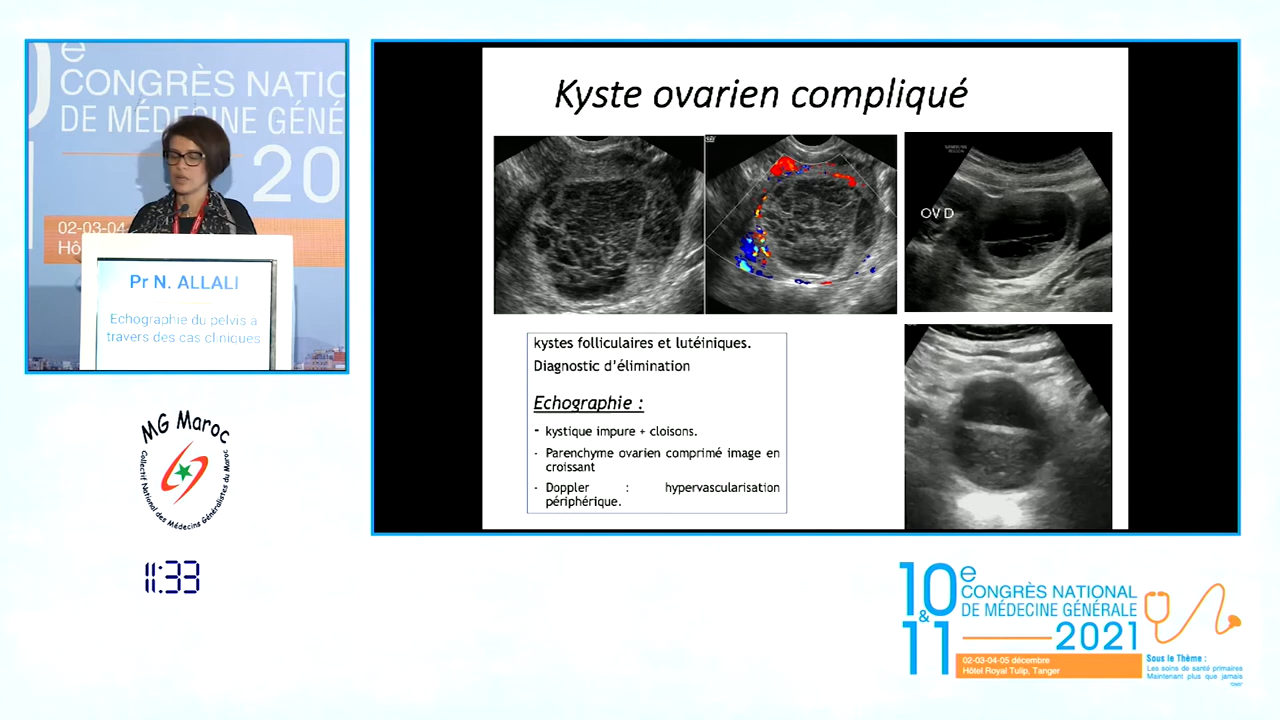 e
CONGRÈS NATIO
DE MÉDECINE GÉNÉ
20
02-03-04-
Hô
Pr N. ALLALI
Echographie du pelvis à
travers des cas cliniques
MG Maroc
Collectif National des Médecins Généralistes du Maroc
11:33
Kyste ovarien compliqué
OV D
kystes folliculaires et lutéiniques.
Diagnostic d'élimination
Echographie :
- kystique impure + cloisons.
- Parenchyme ovarien comprimé image en
croissant
- Doppler : hypervascularisation
périphérique.
10e
&
11
CONGRÈS NATIONAL
DE MÉDECINE GÉNÉRALE
2021
02-03-04-05 décembre
Hôtel Royal Tulip, Tanger
Sous le Thème :
Les soins de santé primaires
Maintenant plus que jamais